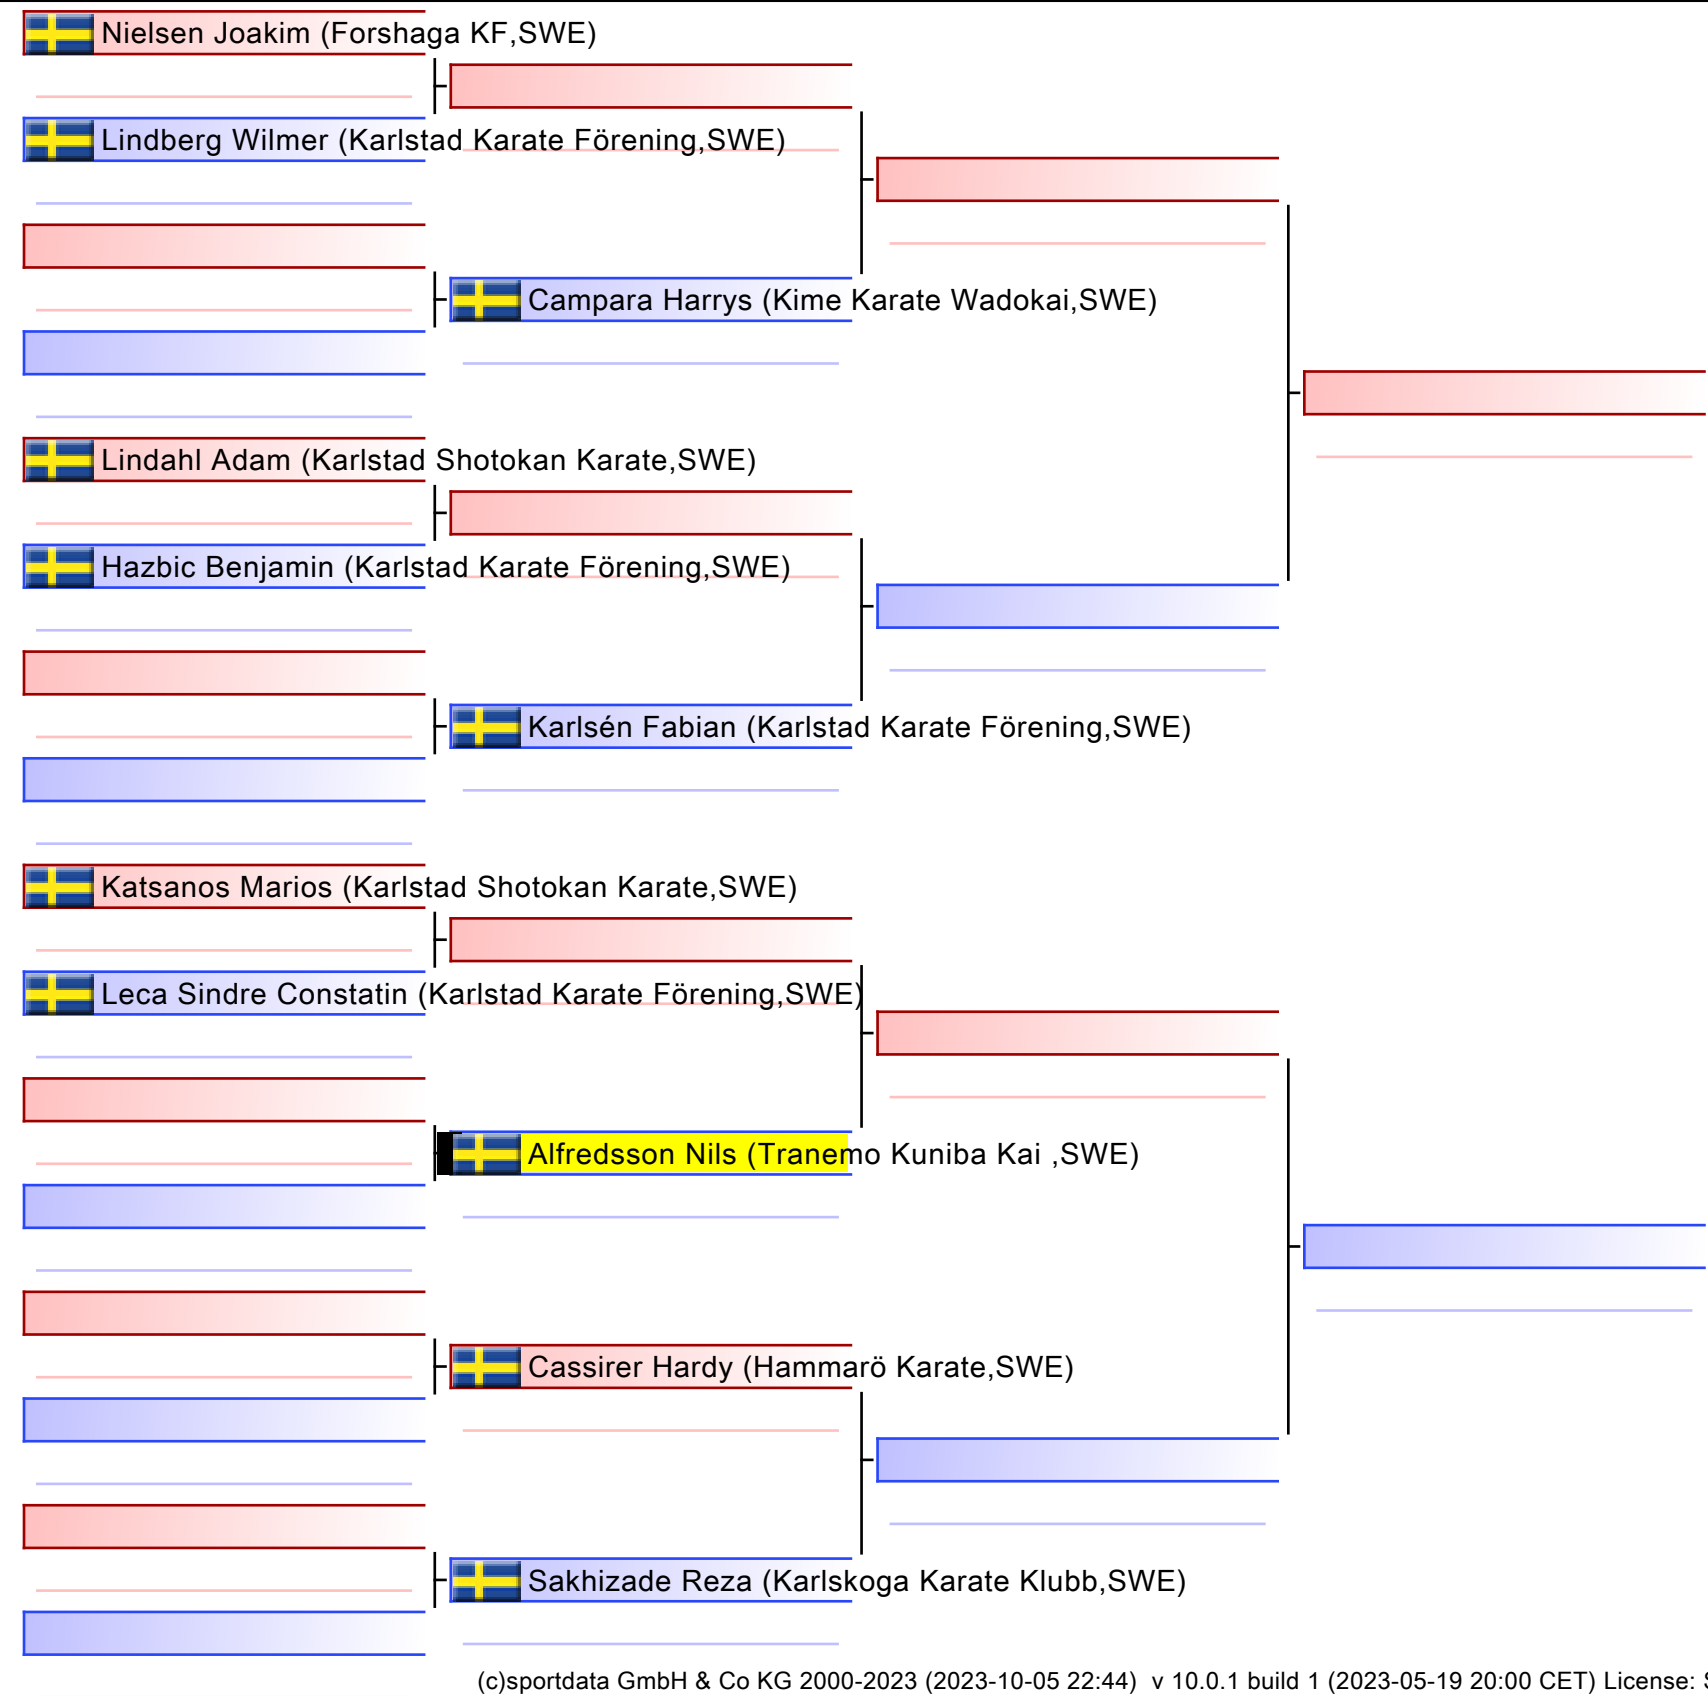 Nielsen Joakim (Forshaga KF,SWE)
Lindberg Wilmer (Karlstad Karate Förening,SWE)
Campara Harrys (Kime Karate Wadokai,SWE)
Lindahl Adam (Karlstad Shotokan Karate,SWE)
Hazbic Benjamin (Karlstad Karate Förening,SWE)
Karlsén Fabian (Karlstad Karate Förening,SWE)
Katsanos Marios (Karlstad Shotokan Karate,SWE)
Leca Sindre Constatin (Karlstad Karate Förening,SWE)
Alfredsson Nils (Tranemo Kuniba Kai ,SWE)
Cassirer Hardy (Hammarö Karate,SWE)
Sakhizade Reza (Karlskoga Karate Klubb,SWE)
(c)sportdata GmbH & Co KG 2000-2023 (2023-10-05 22:44) v 10.0.1 build 1 (2023-05-19 20:00 CET) License: